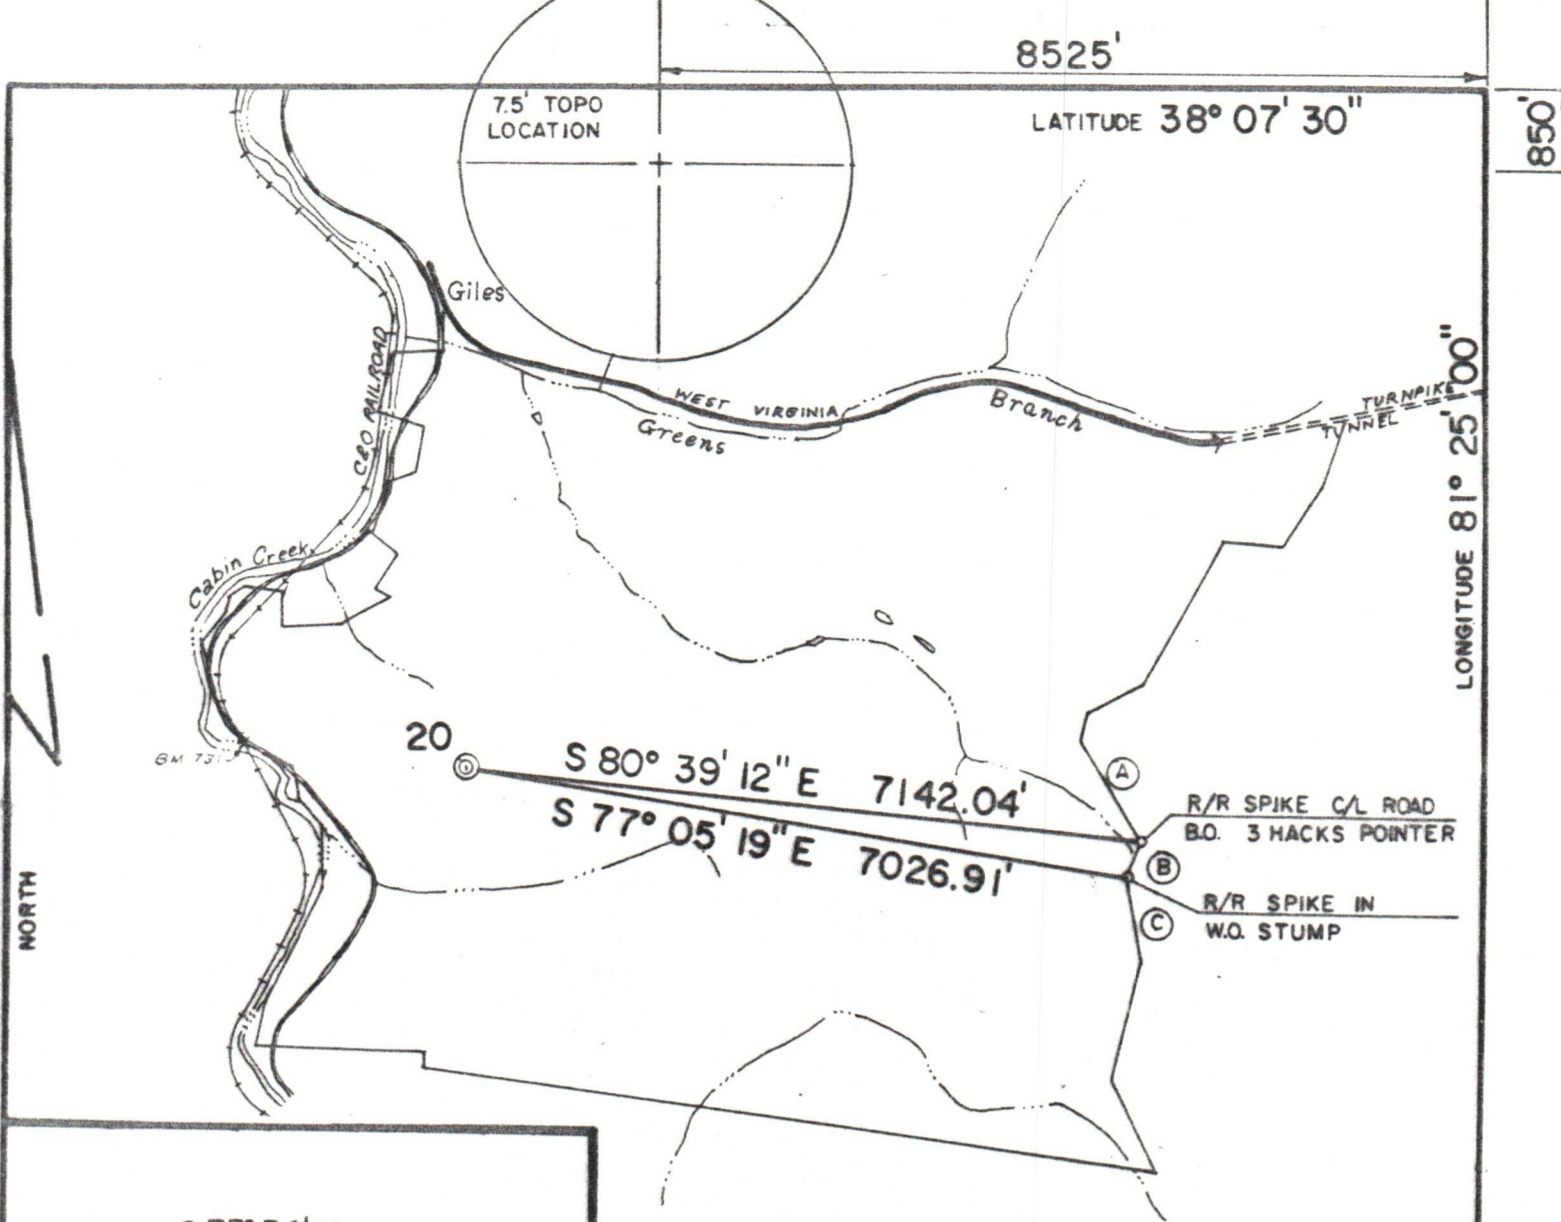 8525'
7.5' TOPO
LOCATION
LATITUDE 38° 07' 30"
850'
Giles
C&O RAILROAD
WEST VIRGINIA
TURNPIKE
TUNNEL
Greens
Branch
LONGITUDE 81° 25' 00"
Cabin Creek
20
BM 731
S 80° 39' 12" E 7142.04'
S 77° 05' 19" E 7026.91'
A
R/R SPIKE C/L ROAD
B.O. 3 HACKS POINTER
B
R/R SPIKE IN
W.O. STUMP
C
NORTH